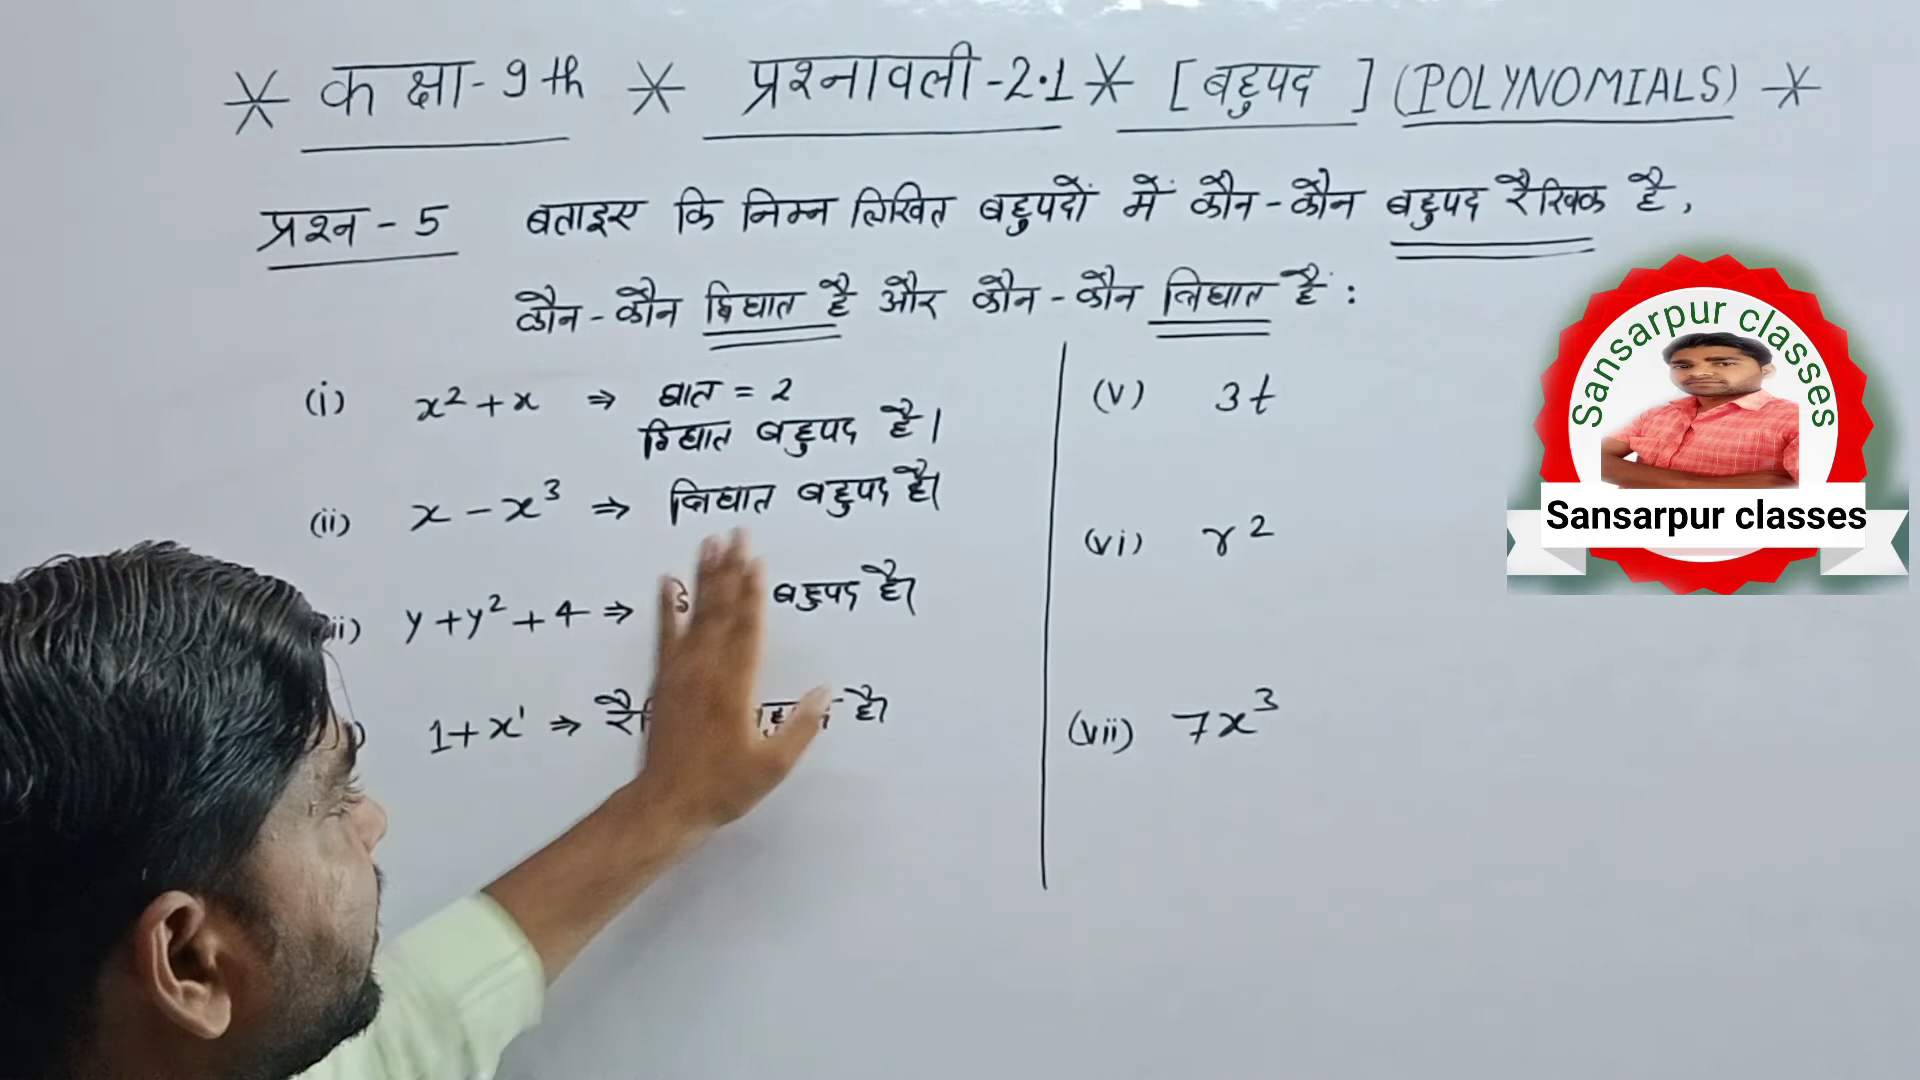 * कक्षा - 9th * प्रश्नावली - 2.1 * [बहुपद ] (POLYNOMIALS) *
प्रश्न - 5 बताइए कि निम्न लिखित बहुपदों में कौन - कौन बहुपद रैखिक है,
कौन - कौन द्विघात है और कौन - कौन त्रिघात हैं :
(i) x² + x ⇒ घात = 2
द्विघात बहुपद है।
(ii) x - x³ ⇒ त्रिघात बहुपद है।
y + y² + 4 ⇒ बहुपद है।
1 + x¹ ⇒ है।
(v) 3t
(vi) r²
(vii) 7x³
Sansarpur classes
Sansarpur classes